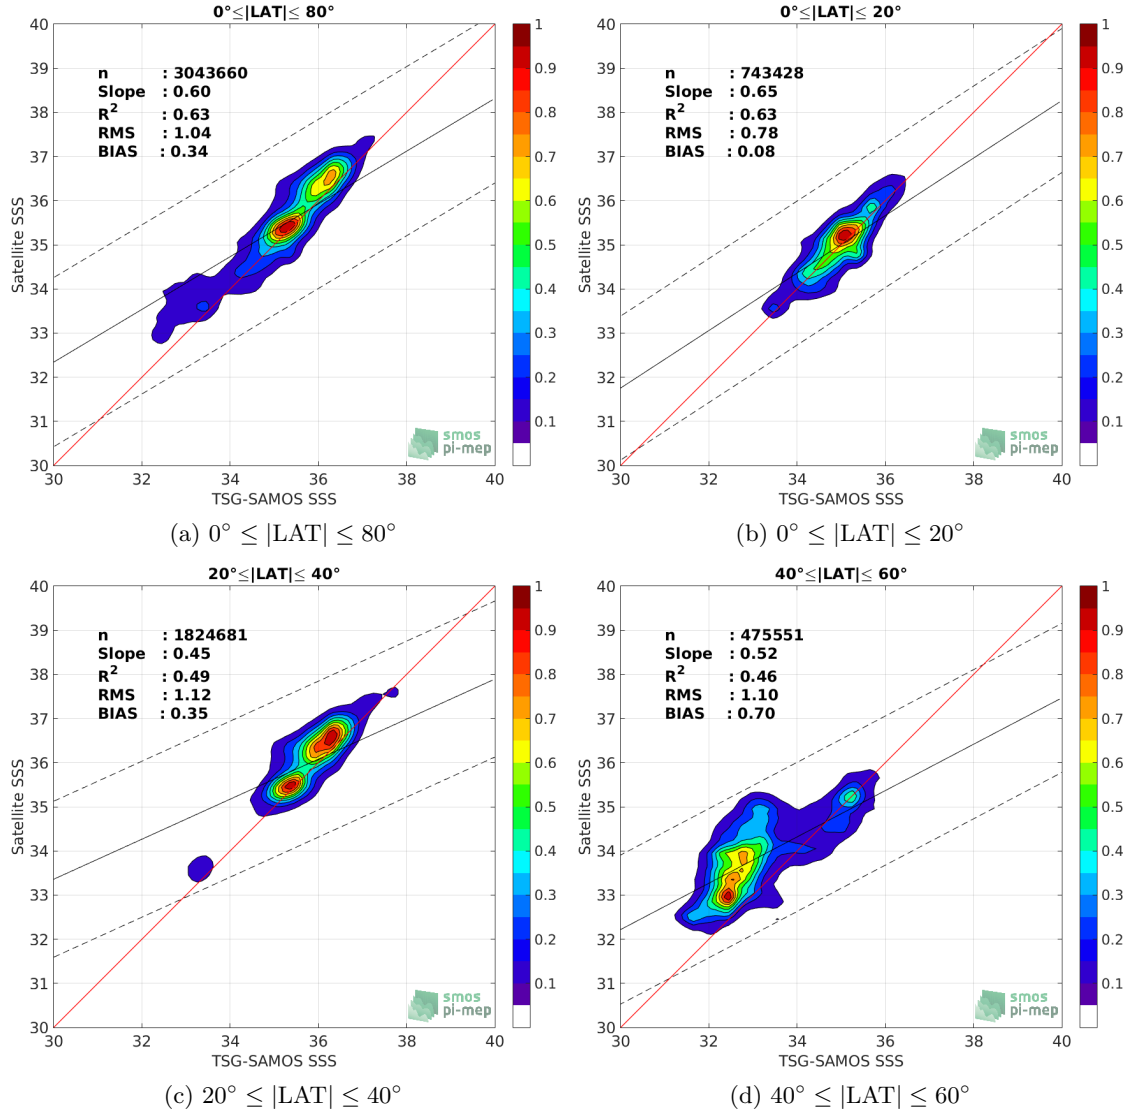 0°≤|LAT|≤ 80°
40
39
38
37
36
35
34
33
32
31
30
Satellite SSS
n : 3043660
Slope : 0.60
R² : 0.63
RMS : 1.04
BIAS : 0.34
smos
pi-mep
30 32 34 36 38 40
TSG-SAMOS SSS
1
0.9
0.8
0.7
0.6
0.5
0.4
0.3
0.2
0.1
(a) 0° ≤ |LAT| ≤ 80°
0°≤|LAT|≤ 20°
40
39
38
37
36
35
34
33
32
31
30
Satellite SSS
n : 743428
Slope : 0.65
R² : 0.63
RMS : 0.78
BIAS : 0.08
smos
pi-mep
30 32 34 36 38 40
TSG-SAMOS SSS
1
0.9
0.8
0.7
0.6
0.5
0.4
0.3
0.2
0.1
(b) 0° ≤ |LAT| ≤ 20°
20°≤|LAT|≤ 40°
40
39
38
37
36
35
34
33
32
31
30
Satellite SSS
n : 1824681
Slope : 0.45
R² : 0.49
RMS : 1.12
BIAS : 0.35
smos
pi-mep
30 32 34 36 38 40
TSG-SAMOS SSS
1
0.9
0.8
0.7
0.6
0.5
0.4
0.3
0.2
0.1
(c) 20° ≤ |LAT| ≤ 40°
40°≤|LAT|≤ 60°
40
39
38
37
36
35
34
33
32
31
30
Satellite SSS
n : 475551
Slope : 0.52
R² : 0.46
RMS : 1.10
BIAS : 0.70
smos
pi-mep
30 32 34 36 38 40
TSG-SAMOS SSS
1
0.9
0.8
0.7
0.6
0.5
0.4
0.3
0.2
0.1
(d) 40° ≤ |LAT| ≤ 60°